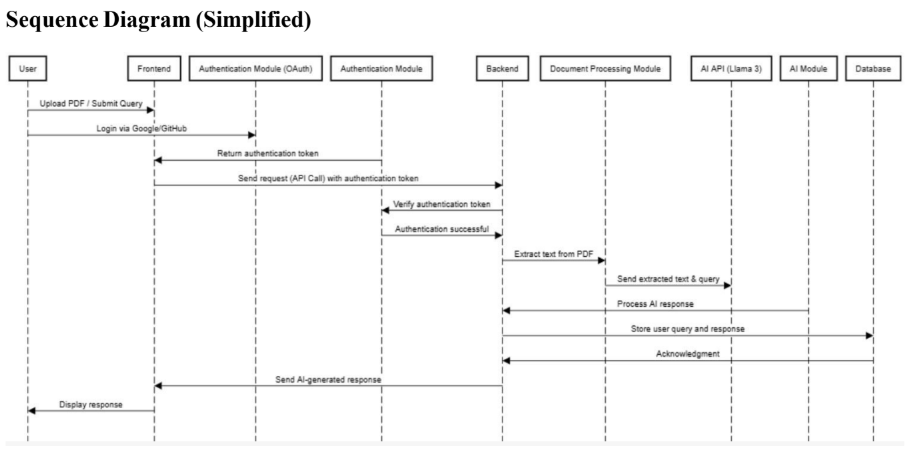 Sequence Diagram (Simplified)
User
Frontend
Authentication Module (OAuth)
Authentication Module
Backend
Document Processing Module
AI API (Llama 3)
AI Module
Database
Upload PDF / Submit Query
Login via Google/GitHub
Return authentication token
Send request (API Call) with authentication token
Verify authentication token
Authentication successful
Extract text from PDF
Send extracted text & query
Process AI response
Store user query and response
Acknowledgment
Send AI-generated response
Display response